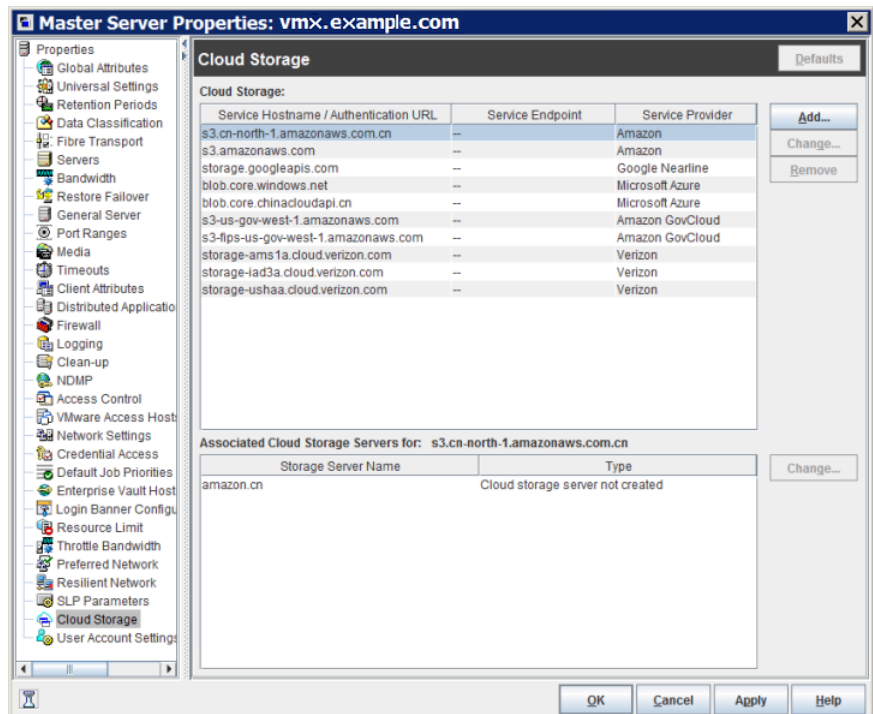 Master Server Properties: vmx.example.com
Properties
Global Attributes
Universal Settings
Retention Periods
Data Classification
Fibre Transport
Servers
Bandwidth
Restore Failover
General Server
Port Ranges
Media
Timeouts
Client Attributes
Distributed Applicatio
Firewall
Logging
Clean-up
NDMP
Access Control
VMware Access Hosts
Network Settings
Credential Access
Default Job Priorities
Enterprise Vault Host
Login Banner Configu
Resource Limit
Throttle Bandwidth
Preferred Network
Resilient Network
SLP Parameters
Cloud Storage
User Account Settings
Cloud Storage
Defaults
Cloud Storage:
Service Hostname / Authentication URL Service Endpoint Service Provider
s3.cn-north-1.amazonaws.com.cn -- Amazon
s3.amazonaws.com -- Amazon
storage.googleapis.com -- Google Nearline
blob.core.windows.net -- Microsoft Azure
blob.core.chinacloudapi.cn -- Microsoft Azure
s3-us-gov-west-1.amazonaws.com -- Amazon GovCloud
s3-fips-us-gov-west-1.amazonaws.com -- Amazon GovCloud
storage-ams1a.cloud.verizon.com -- Verizon
storage-iad3a.cloud.verizon.com -- Verizon
storage-ushaa.cloud.verizon.com -- Verizon
Add...
Change...
Remove
Associated Cloud Storage Servers for: s3.cn-north-1.amazonaws.com.cn
Storage Server Name Type
amazon.cn Cloud storage server not created
Change...
OK Cancel Apply Help